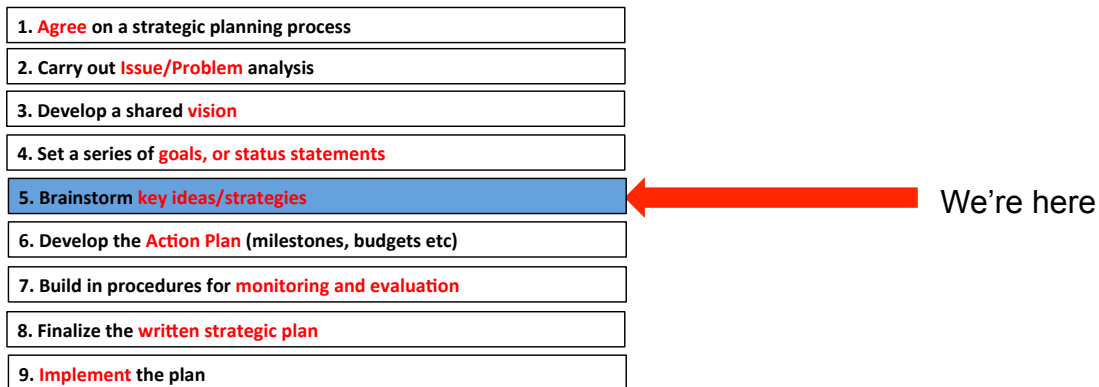 1. Agree on a strategic planning process
2. Carry out Issue/Problem analysis
3. Develop a shared vision
4. Set a series of goals, or status statements
5. Brainstorm key ideas/strategies
We're here
6. Develop the Action Plan (milestones, budgets etc)
7. Build in procedures for monitoring and evaluation
8. Finalize the written strategic plan
9. Implement the plan